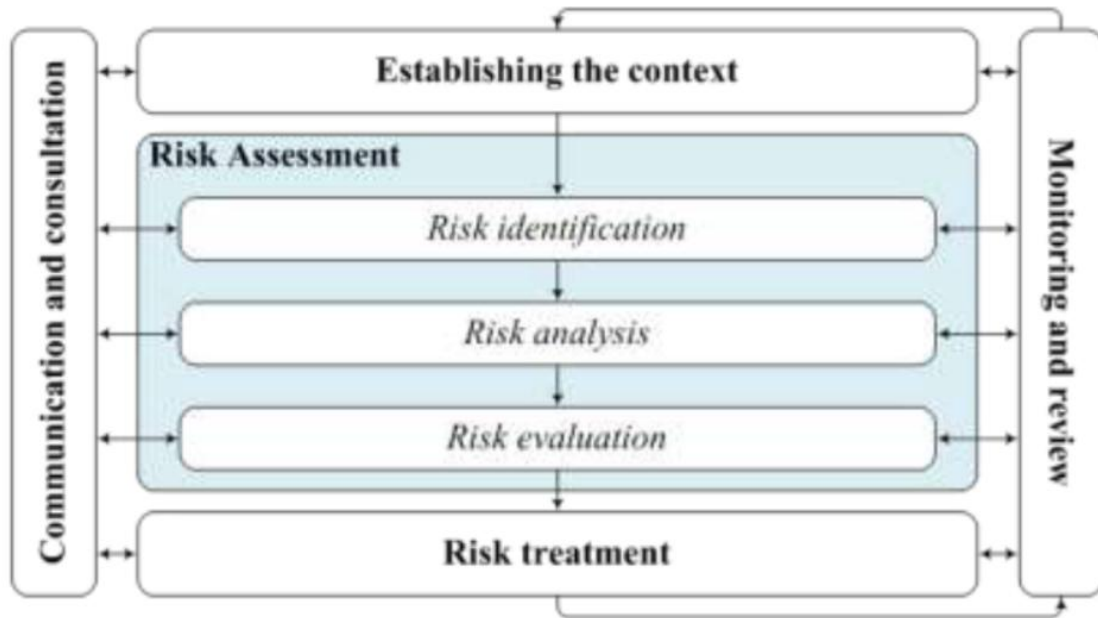 Communication and consultation
Establishing the context
Risk Assessment
Risk identification
Risk analysis
Risk evaluation
Risk treatment
Monitoring and review